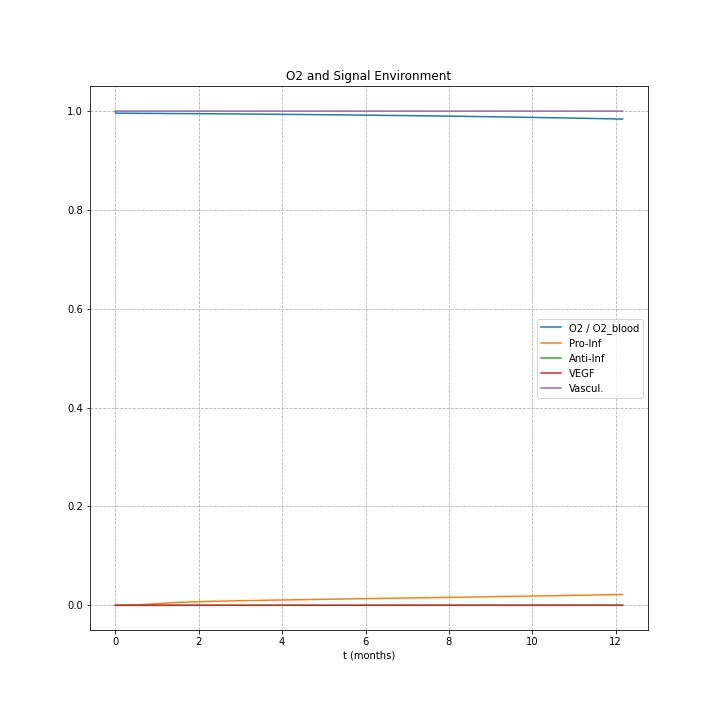 O2 and Signal Environment
1.0
0.8
0.6
0.4
0.2
0.0
O2 / O2_blood
Pro-Inf
Anti-Inf
VEGF
Vascul.
0 2 4 6 8 10 12
t (months)